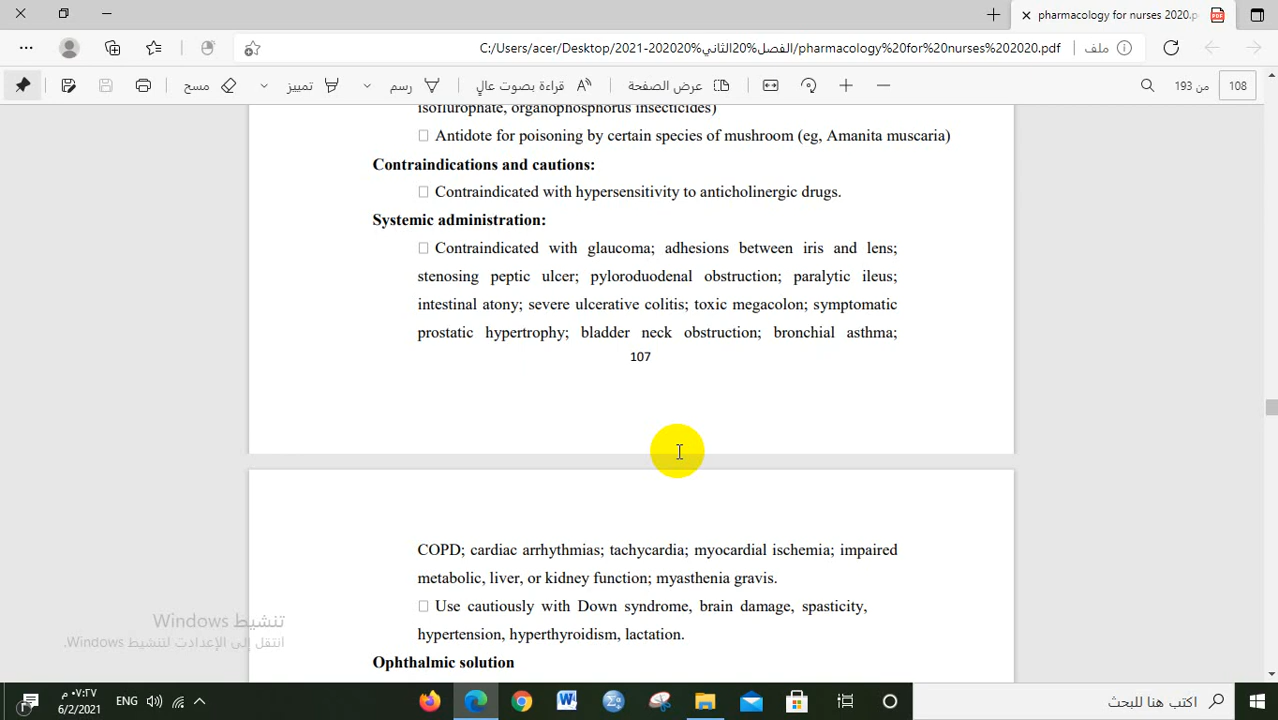 pharmacology for nurses 2020.p
C:/Users/acer/Desktop/2021-202020%الفصل%20الثاني/pharmacology%20for%20nurses%202020.pdf
ملف
مسح
تمييز
رسم
قراءة بصوت عالٍ
عرض الصفحة
من 193
108
isoflurophate, organophosphorus insecticides)
Antidote for poisoning by certain species of mushroom (eg, Amanita muscaria)
Contraindications and cautions:
Contraindicated with hypersensitivity to anticholinergic drugs.
Systemic administration:
Contraindicated with glaucoma; adhesions between iris and lens;
stenosing peptic ulcer; pyloroduodenal obstruction; paralytic ileus;
intestinal atony; severe ulcerative colitis; toxic megacolon; symptomatic
prostatic hypertrophy; bladder neck obstruction; bronchial asthma;
107
COPD; cardiac arrhythmias; tachycardia; myocardial ischemia; impaired
metabolic, liver, or kidney function; myasthenia gravis.
Use cautiously with Down syndrome, brain damage, spasticity,
hypertension, hyperthyroidism, lactation.
Ophthalmic solution
تنشيط Windows
انتقل إلى الإعدادات لتنشيط Windows.
٠٧:٢٧ م
6/2/2021
ENG
اكتب هنا للبحث